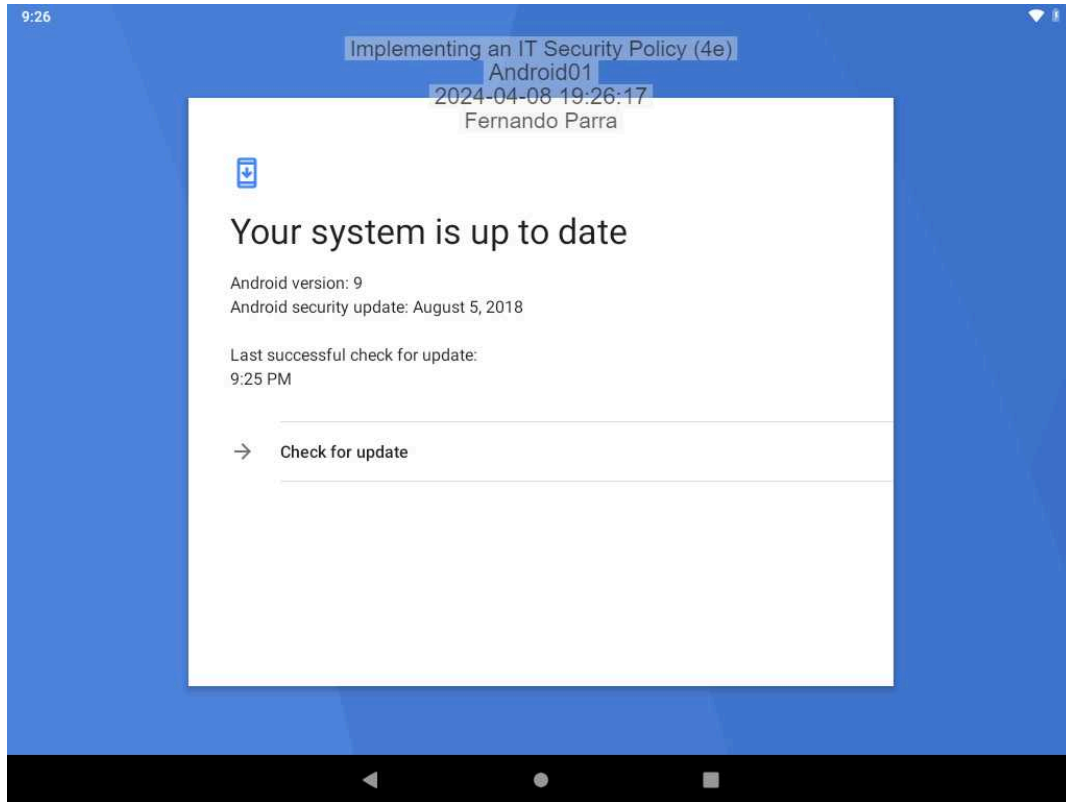 9:26
Implementing an IT Security Policy (4e)
Android01
2024-04-08 19:26:17
Fernando Parra
Your system is up to date
Android version: 9
Android security update: August 5, 2018
Last successful check for update:
9:25 PM
Check for update